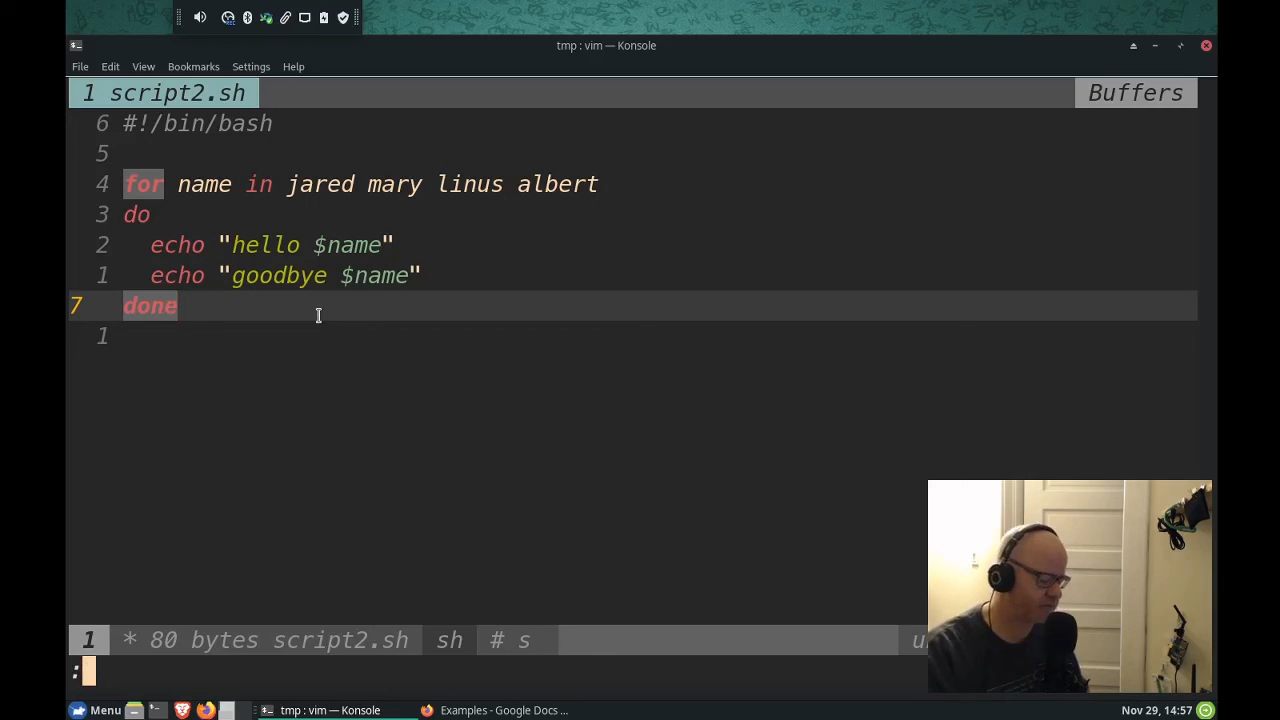 tmp : vim — Konsole
File Edit View Bookmarks Settings Help
1 script2.sh Buffers
6 #!/bin/bash
5
4 for name in jared mary linus albert
3 do
2 echo "hello $name"
1 echo "goodbye $name"
7 done
1
1 * 80 bytes script2.sh sh # s
:
Menu tmp : vim — Konsole Examples - Google Docs ... Nov 29, 14:57